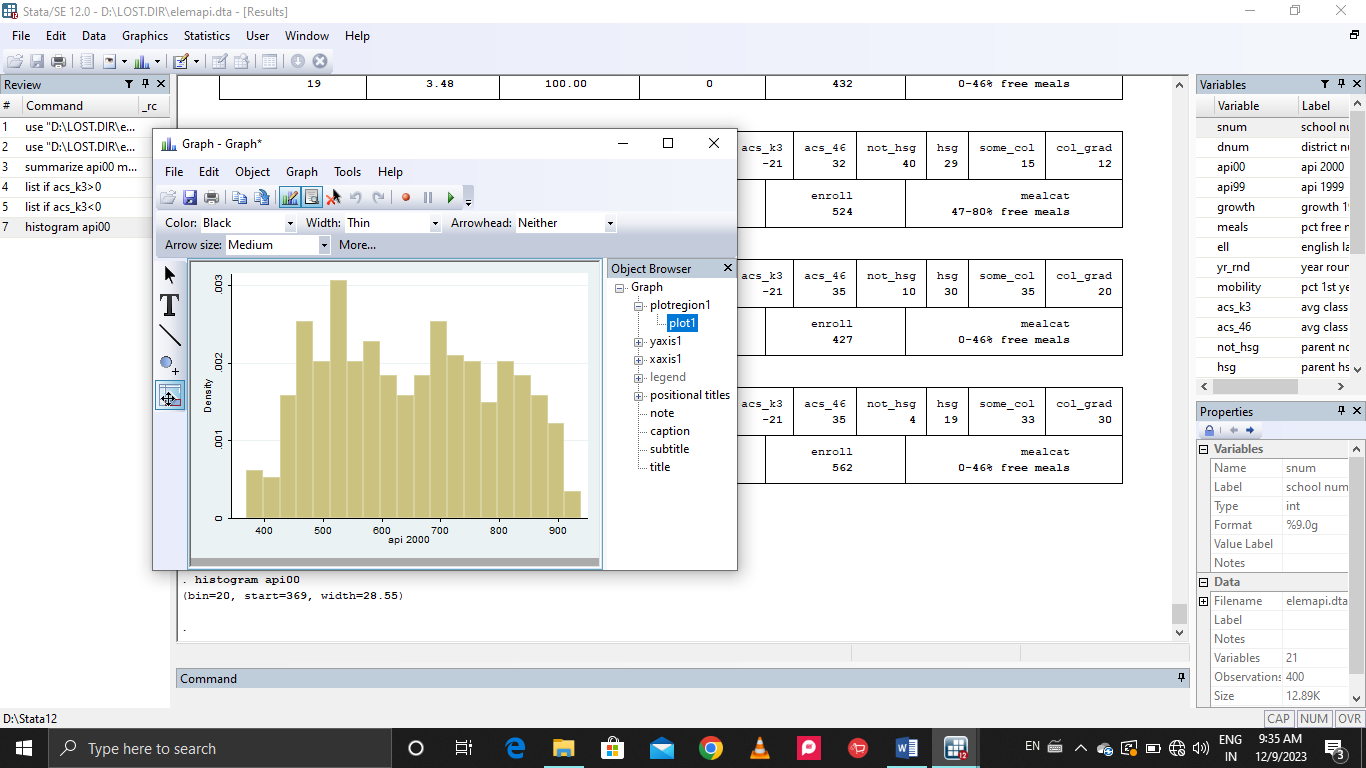 Stata/SE 12.0 - D:\LOST.DIR\elemapi.dta - [Results]
File Edit Data Graphics Statistics User Window Help
Review
# Command _rc
1 use "D:\LOST.DIR\e...
2 use "D:\LOST.DIR\e...
3 summarize api00 m...
4 list if acs_k3>0
5 list if acs_k3<0
7 histogram api00
19 3.48 100.00 0 432 0-46% free meals
acs_k3 acs_46 not_hsg hsg some_col col_grad
-21 32 40 29 15 12
enroll mealcat
524 47-80% free meals
acs_k3 acs_46 not_hsg hsg some_col col_grad
-21 35 10 30 35 20
enroll mealcat
427 0-46% free meals
acs_k3 acs_46 not_hsg hsg some_col col_grad
-21 35 4 19 33 30
enroll mealcat
562 0-46% free meals
. histogram api00
(bin=20, start=369, width=28.55)
.
Graph - Graph*
File Edit Object Graph Tools Help
Color: Black Width: Thin Arrowhead: Neither
Arrow size: Medium More...
T
.003
.002
.001
0
Density
400 500 600 700 800 900
api 2000
Object Browser
Graph
plotregion1
plot1
yaxis1
xaxis1
legend
positional titles
note
caption
subtitle
title
Variables
Variable Label
snum school nu
dnum district nu
api00 api 2000
api99 api 1999
growth growth 19
meals pct free m
ell english la
yr_rnd year roun
mobility pct 1st ye
acs_k3 avg class
acs_46 avg class
not_hsg parent no
hsg parent hs
Properties
Variables
Name snum
Label school num
Type int
Format %9.0g
Value Label
Notes
Data
Filename elemapi.dta
Label
Notes
Variables 21
Observations 400
Size 12.89K
Command
D:\Stata12
CAP NUM OVR
Type here to search
EN
ENG
IN
9:35 AM
12/9/2023
3